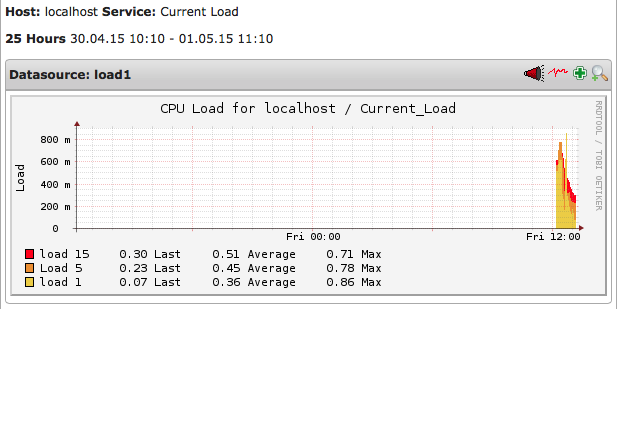 Host: localhost Service: Current Load
25 Hours 30.04.15 10:10 - 01.05.15 11:10
Datasource: load1
CPU Load for localhost / Current_Load
RRDTOOL / TOBI OETIKER
Load
800 m
600 m
400 m
200 m
0
Fri 00:00 Fri 12:00
load 15 0.30 Last 0.51 Average 0.71 Max
Load 5 0.23 Last 0.45 Average 0.78 Max
load 1 0.07 Last 0.36 Average 0.86 Max